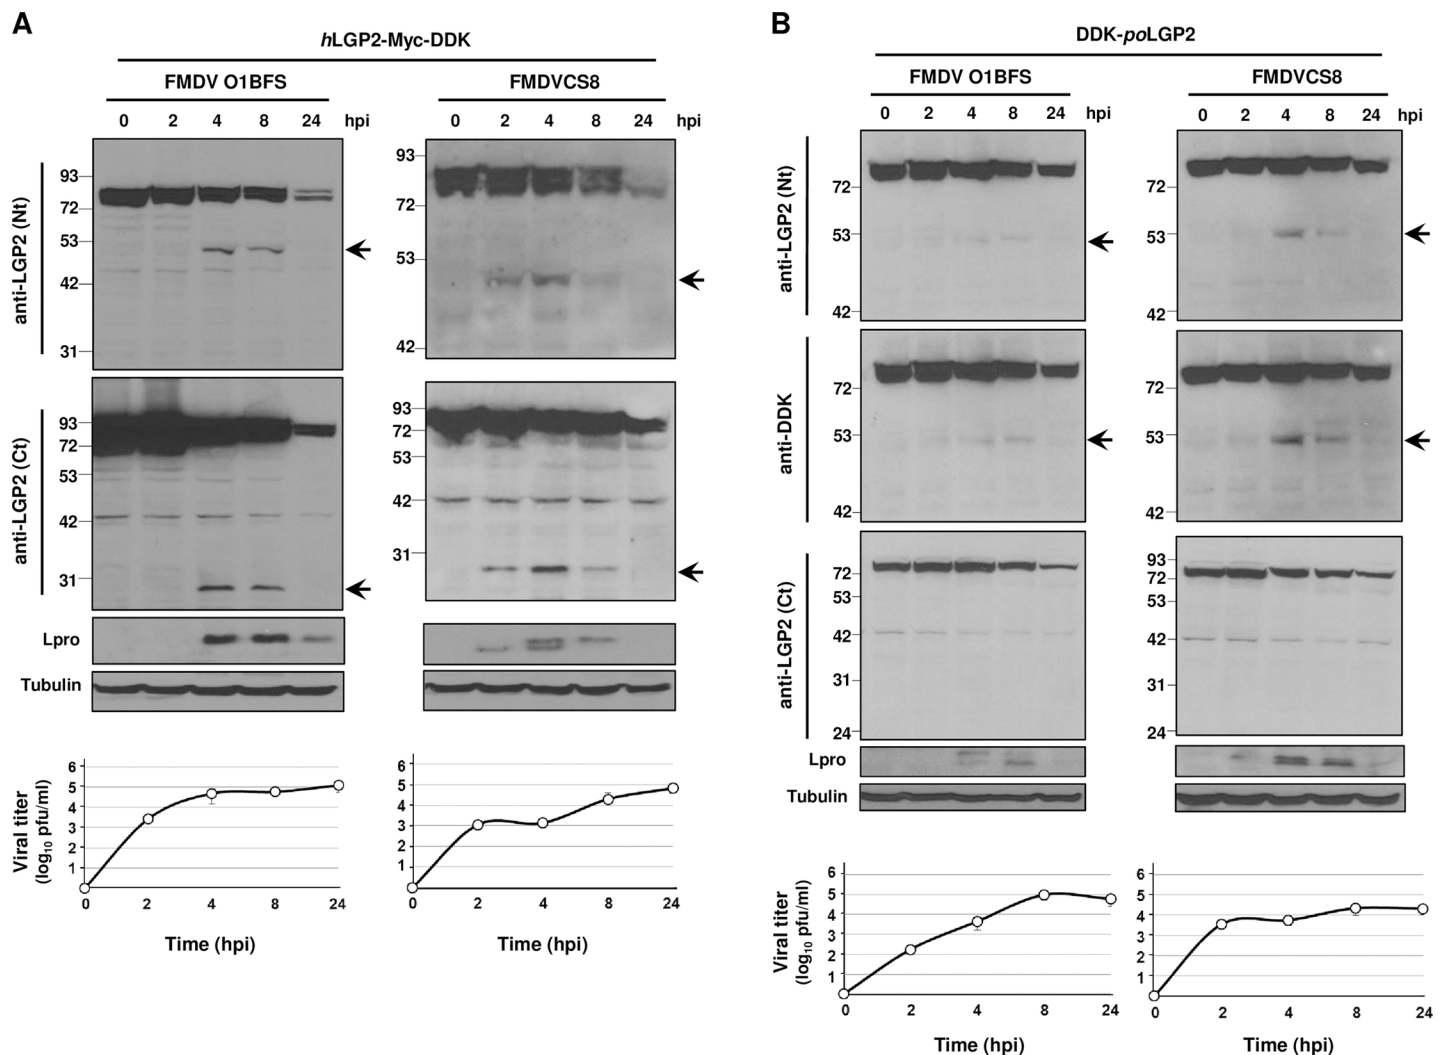 A
hLGP2-Myc-DDK
FMDV O1BFS
FMDVCS8
0 2 4 8 24 hpi
0 2 4 8 24 hpi
anti-LGP2 (Nt)
93
72
53
42
31
93
72
53
42
anti-LGP2 (Ct)
93
72
53
42
31
93
72
53
42
31
Lpro
Tubulin
Viral titer
(log10 pfu/ml)
6
5
4
3
2
1
0 2 4 8 24
Time (hpi)
6
5
4
3
2
1
0 2 4 8 24
Time (hpi)
B
DDK-poLGP2
FMDV O1BFS
FMDVCS8
0 2 4 8 24 hpi
0 2 4 8 24 hpi
anti-LGP2 (Nt)
72
53
42
72
53
42
anti-DDK
72
53
42
72
53
42
anti-LGP2 (Ct)
72
53
42
31
24
93
72
53
42
31
24
Lpro
Tubulin
Viral titer
(log10 pfu/ml)
6
5
4
3
2
1
0 2 4 8 24
Time (hpi)
6
5
4
3
2
1
0 2 4 8 24
Time (hpi)